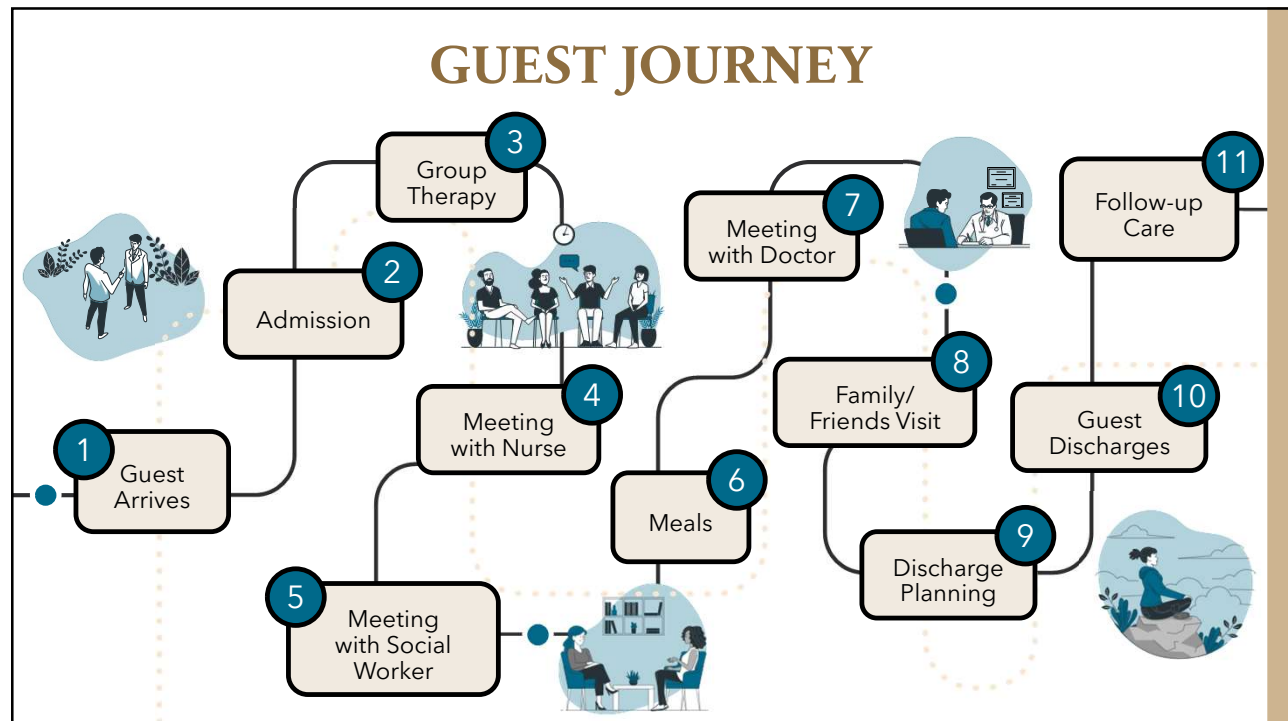 GUEST JOURNEY
1
Guest
Arrives
2
Admission
3
Group
Therapy
4
Meeting
with Nurse
5
Meeting
with Social
Worker
6
Meals
7
Meeting
with Doctor
8
Family/
Friends Visit
9
Discharge
Planning
10
Guest
Discharges
11
Follow-up
Care